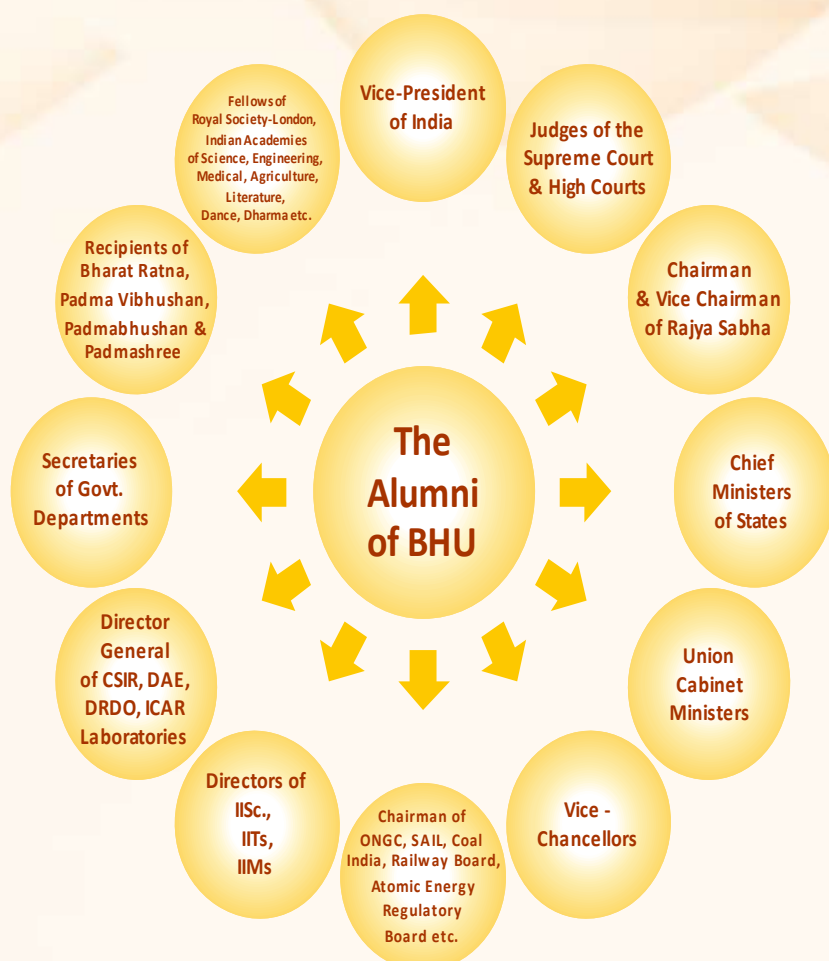 The
Alumni
of BHU
Vice-President
of India
Judges of the
Supreme Court
& High Courts
Chairman
& Vice Chairman
of Rajya Sabha
Chief
Ministers
of States
Union
Cabinet
Ministers
Vice -
Chancellors
Chairman of
ONGC, SAIL, Coal
India, Railway Board,
Atomic Energy
Regulatory
Board etc.
Directors of
IISc.,
IITs,
IIMs
Director
General
of CSIR, DAE,
DRDO, ICAR
Laboratories
Secretaries
of Govt.
Departments
Recipients of
Bharat Ratna,
Padma Vibhushan,
Padmabhushan &
Padmashree
Fellows of
Royal Society-London,
Indian Academies
of Science, Engineering,
Medical, Agriculture,
Literature,
Dance, Dharma etc.